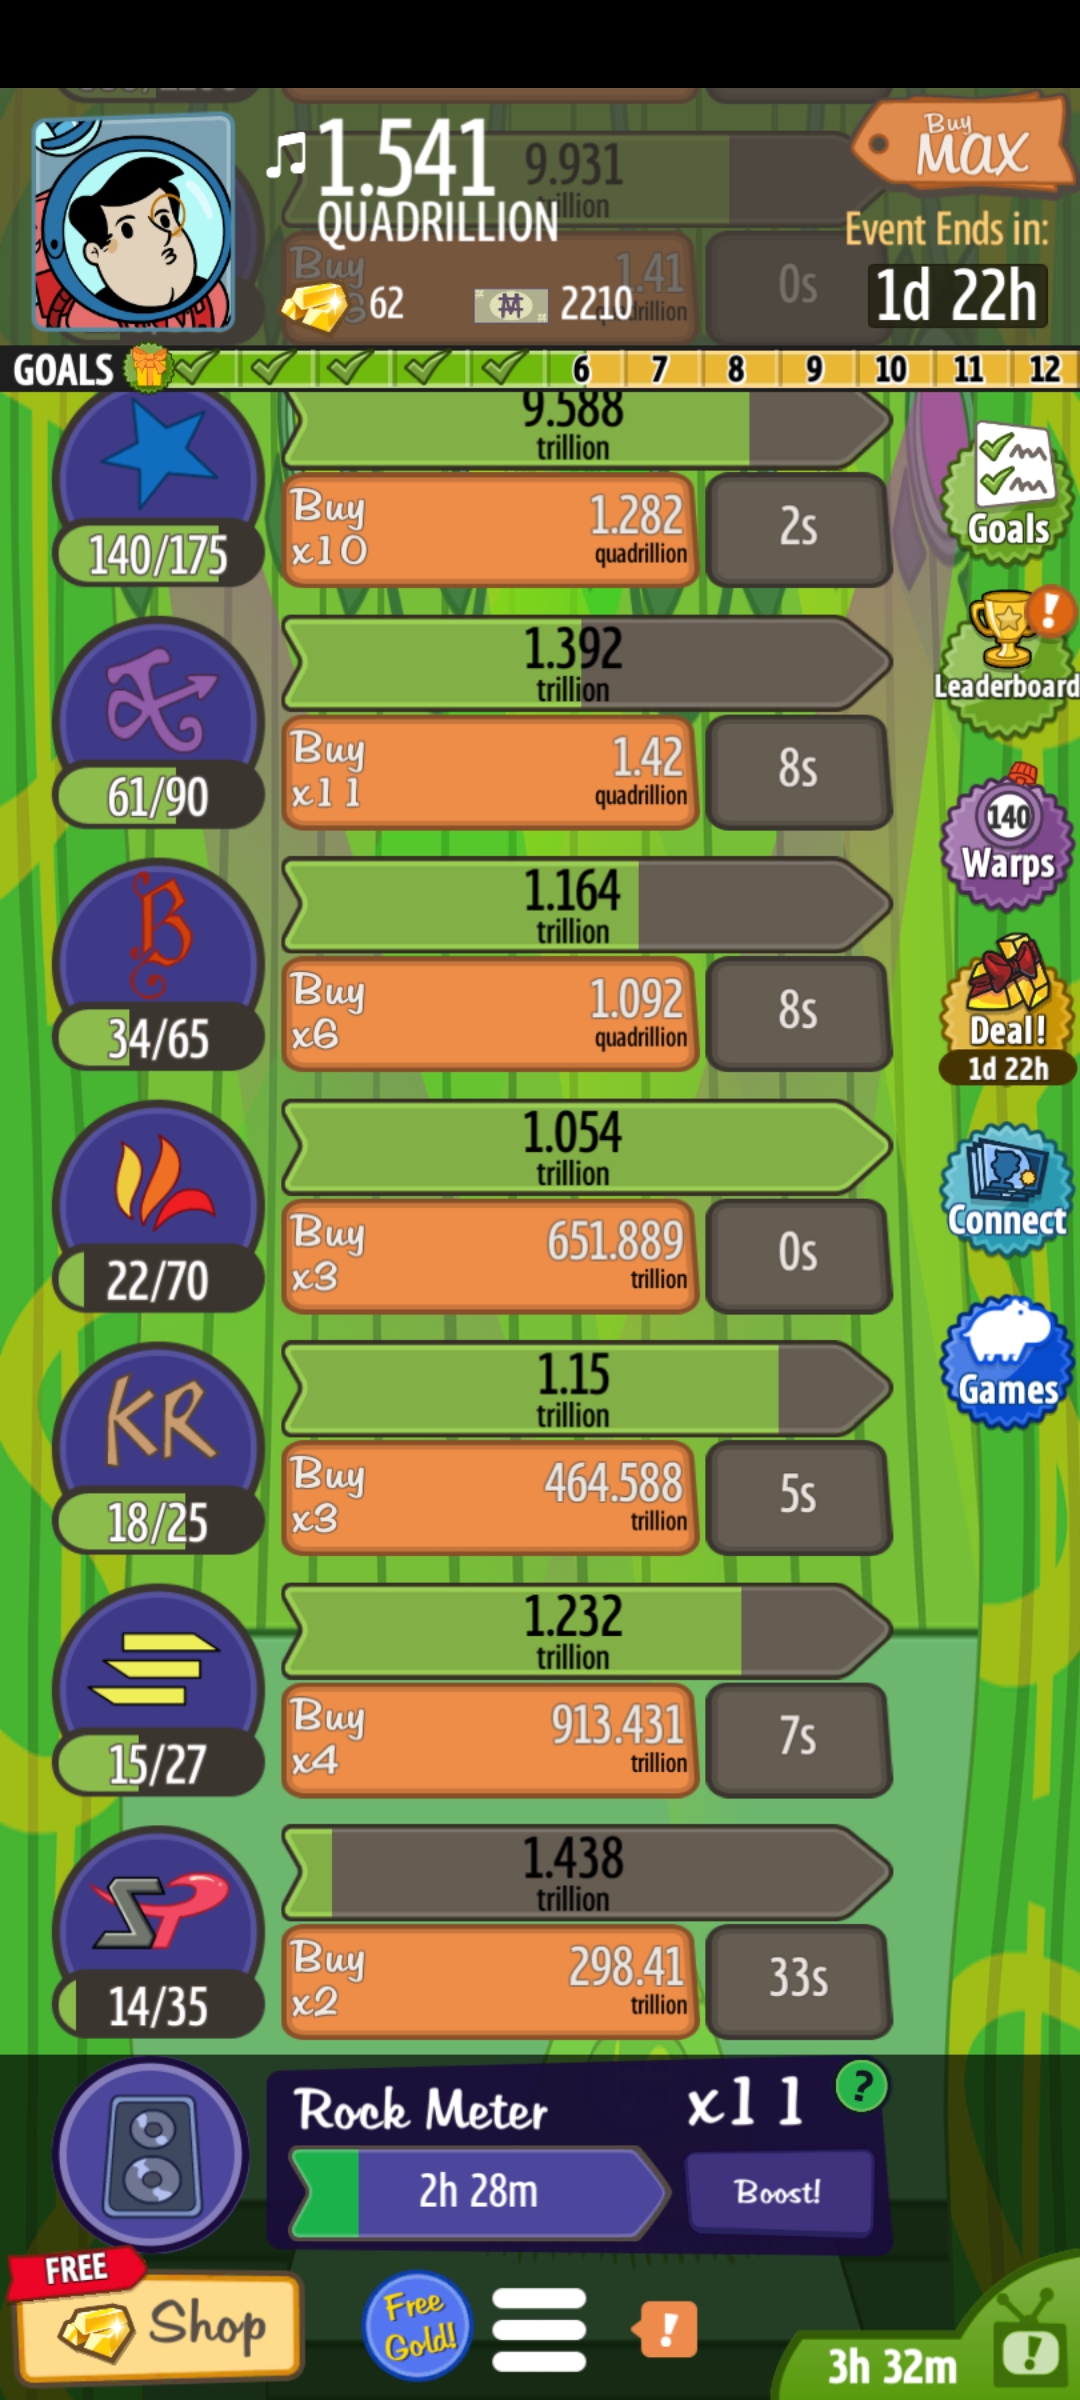 1.541
QUADRILLION
9.931
trillion
Buy
MAX
Event Ends in:
1d 22h
Buy
1.41
0s
62
2210
GOALS
6
7
8
9
10
11
12
9.588
trillion
Buy
x10
1.282
quadrillion
2s
140/175
Goals
1.392
trillion
Leaderboard
Buy
x11
1.42
quadrillion
8s
61/90
140
Warps
1.164
trillion
B
Buy
x6
1.092
quadrillion
8s
34/65
Deal!
1d 22h
1.054
trillion
Buy
x3
651.889
trillion
0s
22/70
Connect
1.15
trillion
KR
Buy
x3
464.588
trillion
5s
18/25
Games
1.232
trillion
Buy
x4
913.431
trillion
7s
15/27
1.438
trillion
SP
Buy
x2
298.41
trillion
33s
14/35
Rock Meter
x11
?
2h 28m
Boost!
FREE
Shop
Free
Gold!
!
3h 32m
!